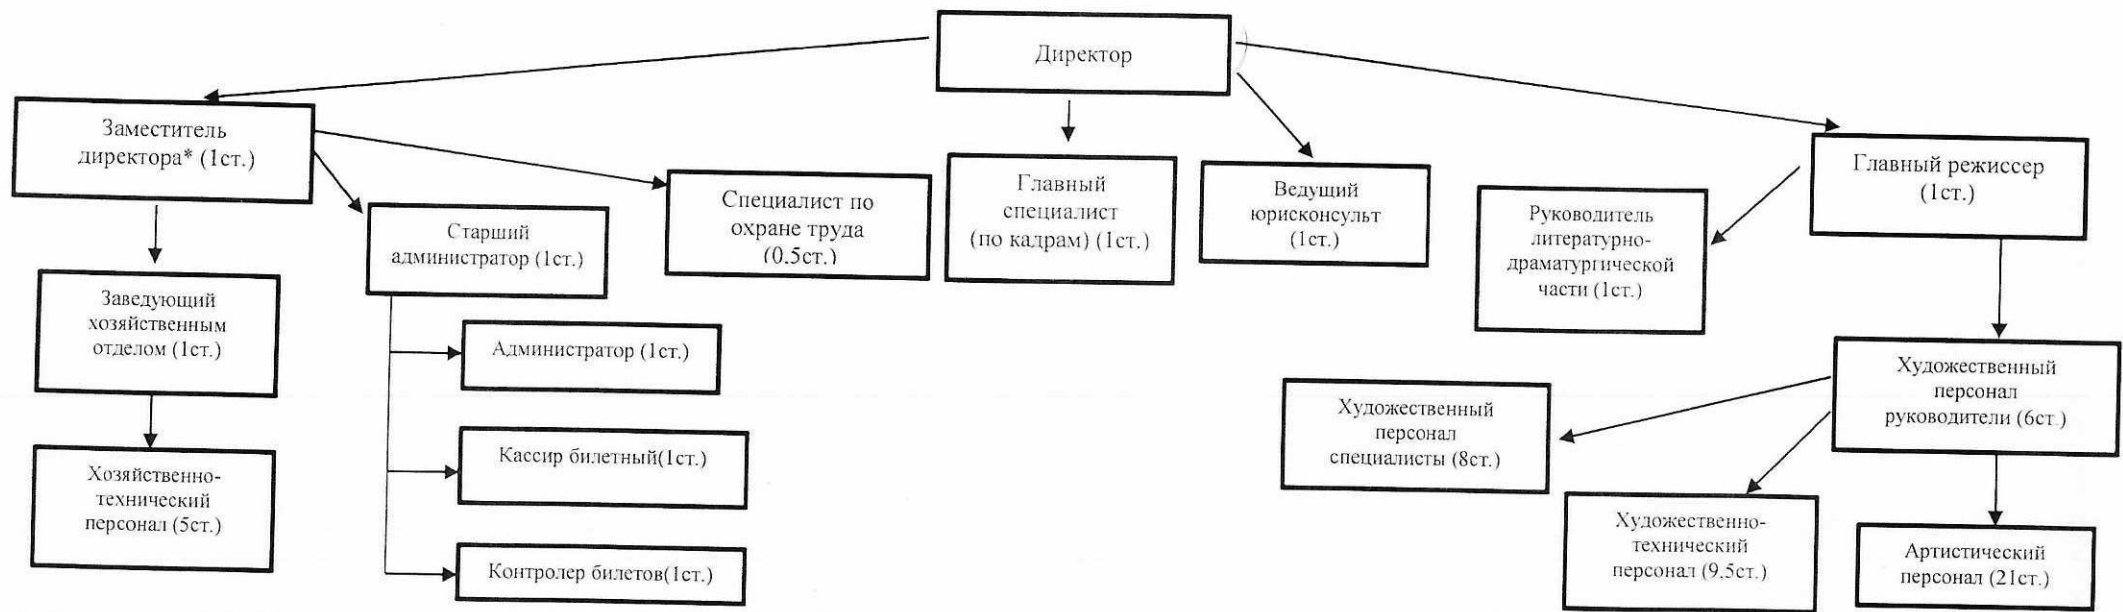 Директор
Заместитель
директора* (1ст.)
Специалист по
охране труда
(0.5ст.)
Главный
специалист
(по кадрам) (1ст.)
Ведущий
юрисконсульт
(1ст.)
Главный режиссер
(1ст.)
Руководитель
литературно-
драматургической
части (1ст.)
Старший
администратор (1ст.)
Заведующий
хозяйственным
отделом (1ст.)
Администратор (1ст.)
Кассир билетный(1ст.)
Контролер билетов(1ст.)
Хозяйственно-
технический
персонал (5ст.)
Художественный
персонал
руководители (6ст.)
Художественный
персонал
специалисты (8ст.)
Художественно-
технический
персонал (9.5ст.)
Артистический
персонал (21ст.)